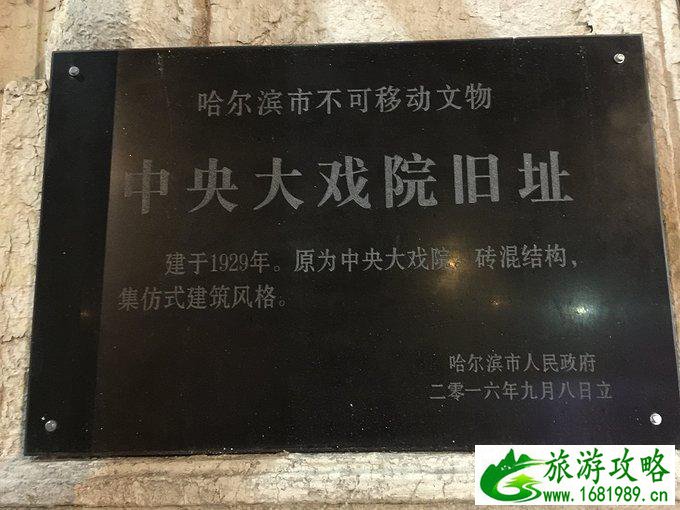 哈尔滨市不可移动文物
中央大戏院旧址
建于1929年。原为中央大戏院，砖混结构，
集仿式建筑风格。
哈尔滨市人民政府
二零一六年九月八日立
旅游攻略
www.1681989.cn